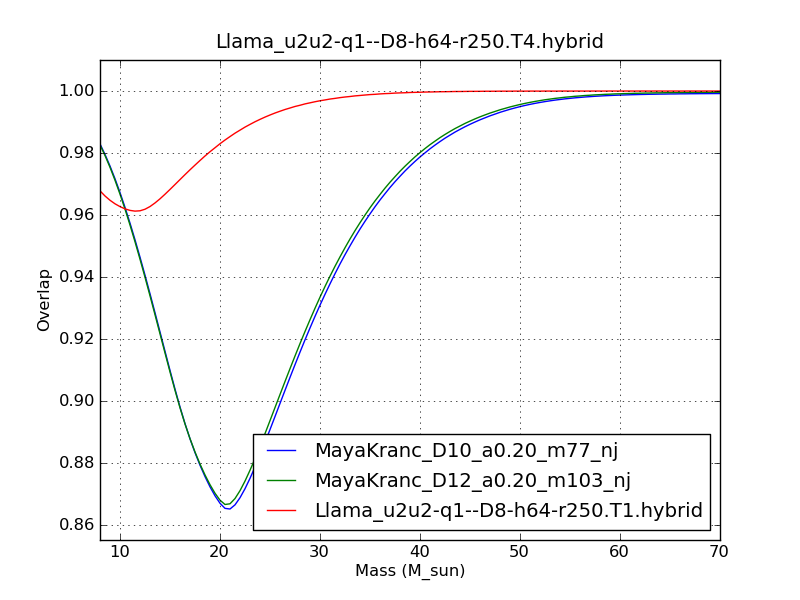 Llama_u2u2-q1--D8-h64-r250.T4.hybrid
1.00
0.98
0.96
0.94
0.92
0.90
0.88
0.86
Overlap
MayaKranc_D10_a0.20_m77_nj
MayaKranc_D12_a0.20_m103_nj
Llama_u2u2-q1--D8-h64-r250.T1.hybrid
10 20 30 40 50 60 70
Mass (M_sun)